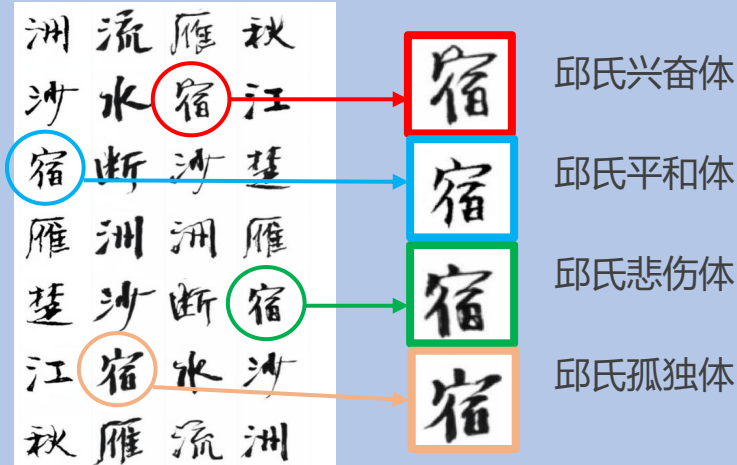 洲流雁秋
沙水宿江
宿断沙楚
雁洲洲雁
楚沙断宿
江宿水沙
秋雁流洲
宿 邱氏兴奋体
宿 邱氏平和体
宿 邱氏悲伤体
宿 邱氏孤独体